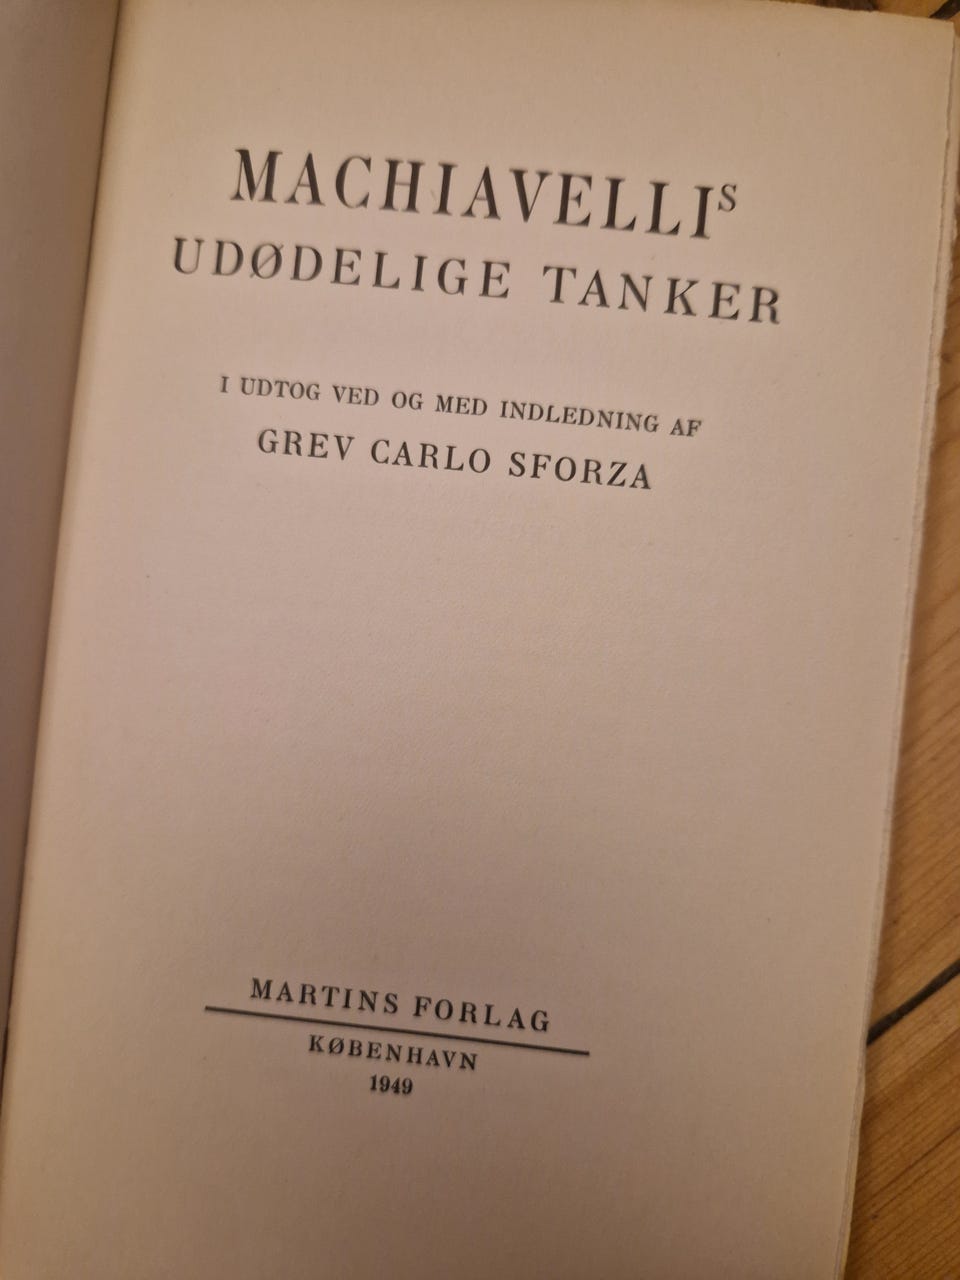 MACHIAVELLIS
UDØDELIGE TANKER
I UDTOG VED OG MED INDLEDNING AF
GREV CARLO SFORZA
MARTINS FORLAG
KØBENHAVN
1949